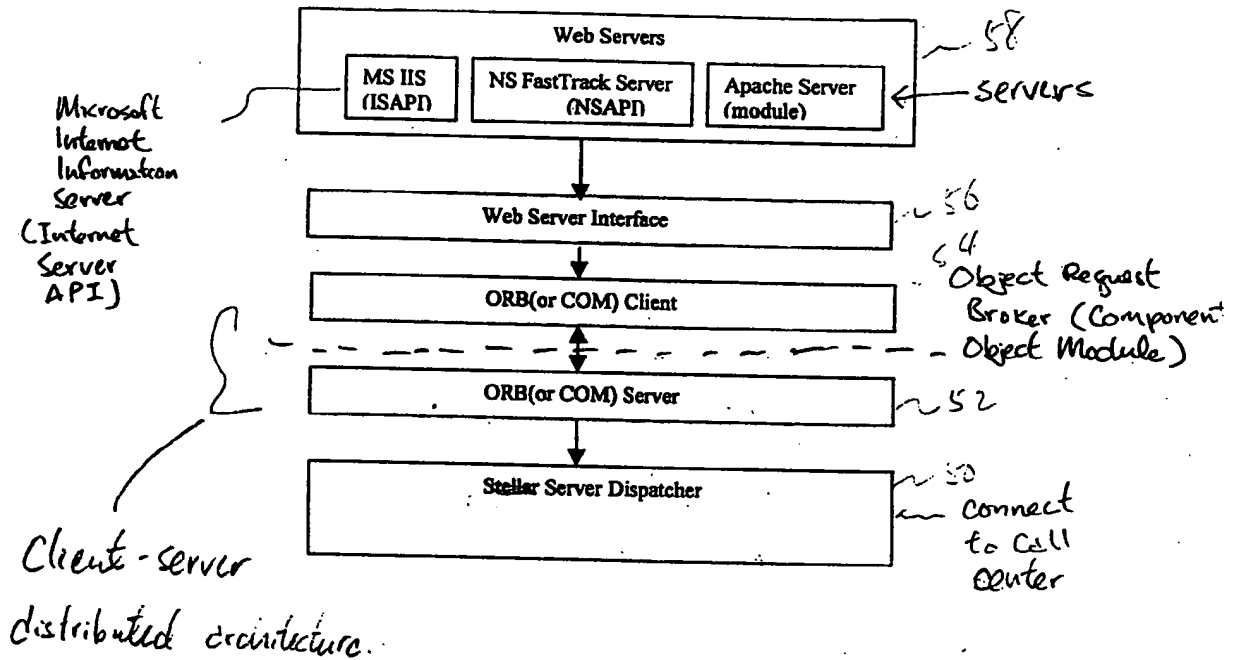 Web Servers
58
MS IIS
(ISAPI)
NS FastTrack Server
(NSAPI)
Apache Server
(module)
servers
Microsoft
Internet
Information
Server
(Internet
Server
API)
Web Server Interface
56
54
ORB(or COM) Client
Object Request
Broker (Component
Object Module)
ORB(or COM) Server
52
Stellar Server Dispatcher
50
connect
to call
center
Client-server
distributed architecture.